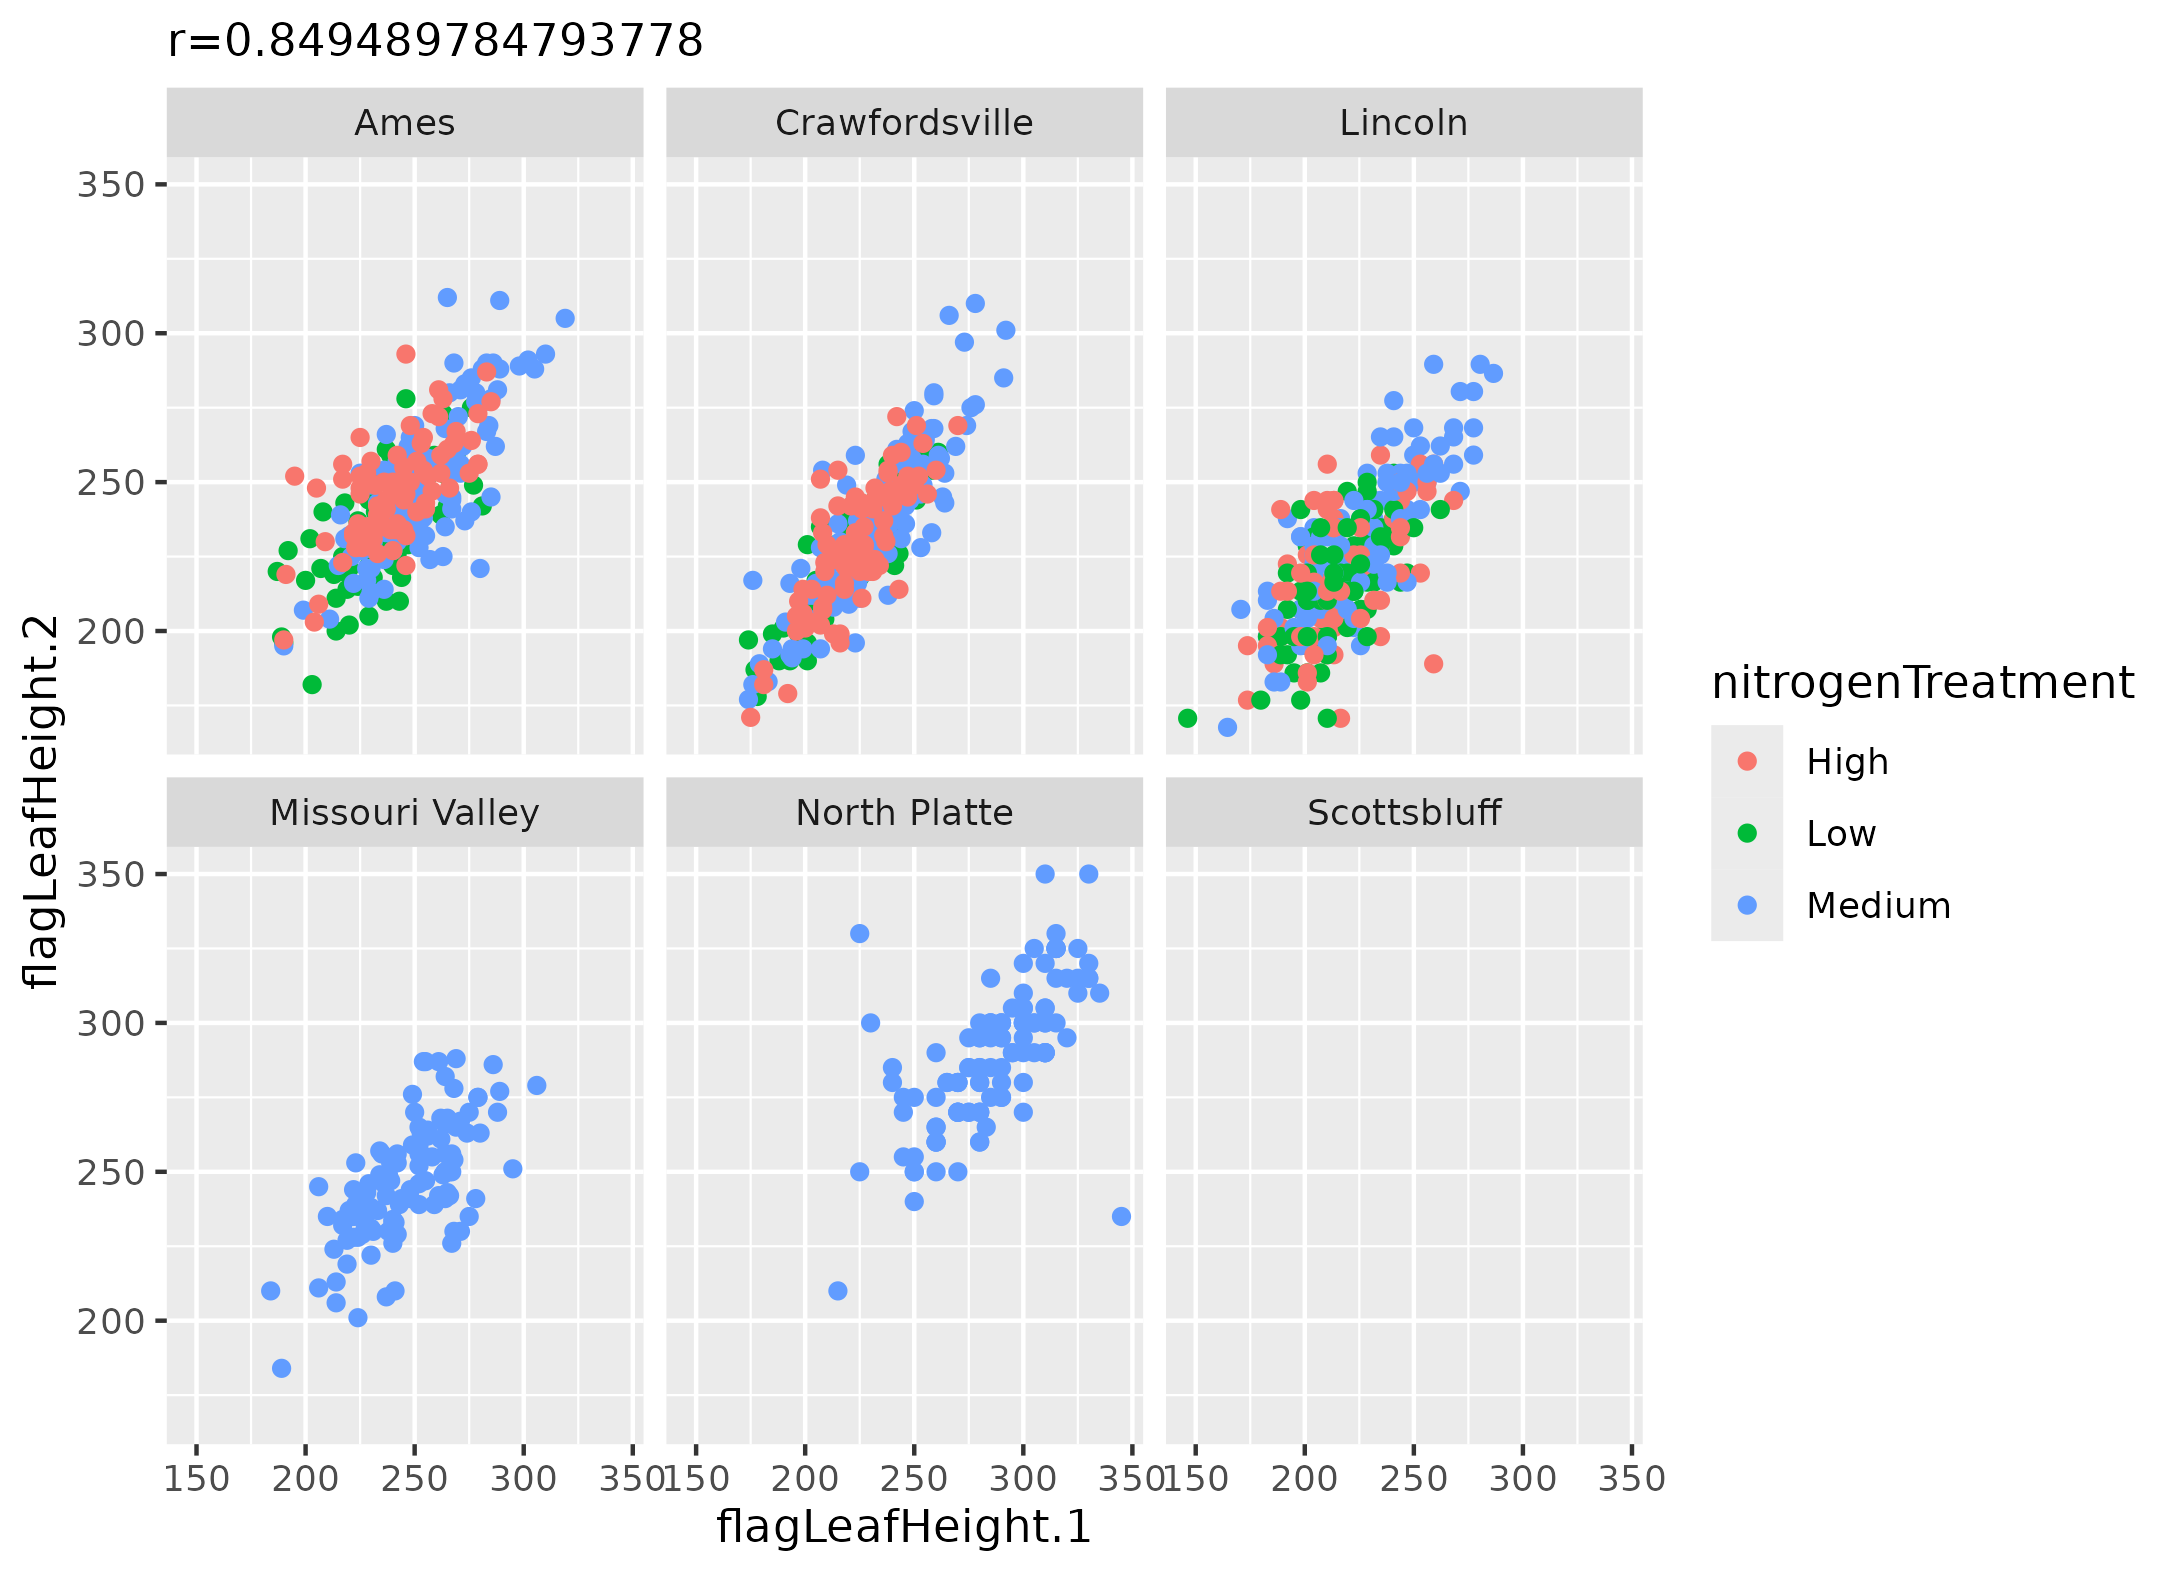 r=0.849489784793778
Ames
Crawfordsville
Lincoln
350
300
250
200
Missouri Valley
North Platte
Scottsbluff
350
300
250
200
150 200 250 300 350
150 200 250 300 350
150 200 250 300 350
flagLeafHeight.1
flagLeafHeight.2
nitrogenTreatment
High
Low
Medium